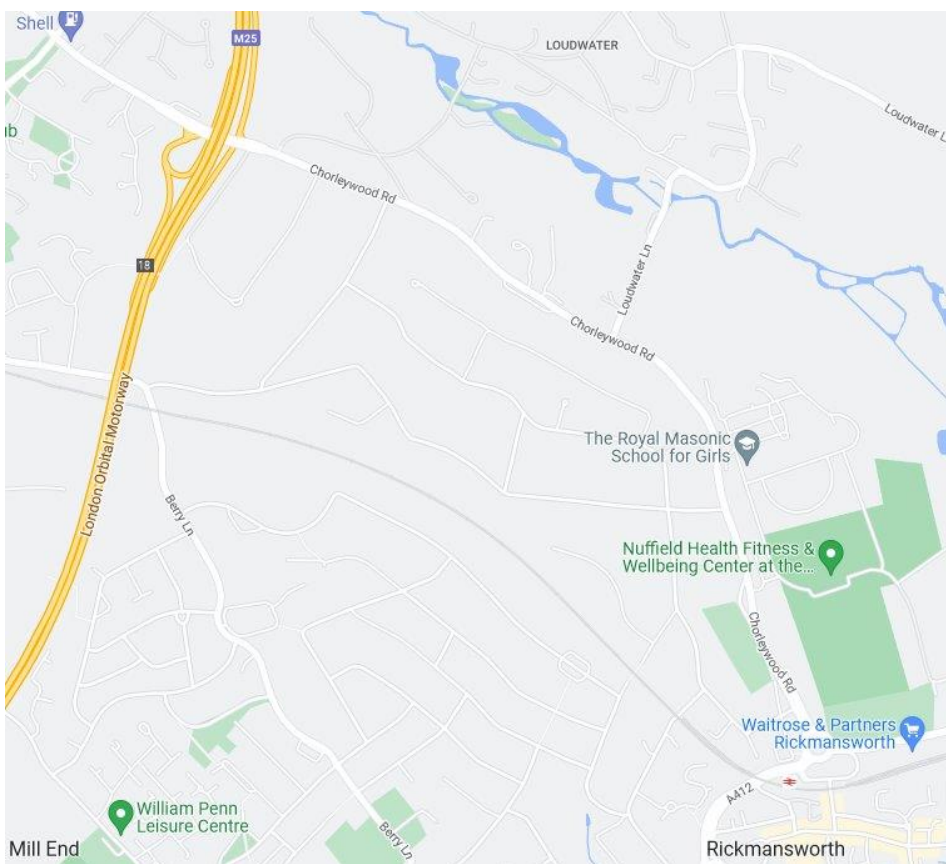 Shell
M25
LOUDWATER
Loudwater L
ub
Chorleywood Rd
18
Loudwater Ln
Chorleywood Rd
London Orbital Motorway
The Royal Masonic
School for Girls
Berry Ln
Nuffield Health Fitness &
Wellbeing Center at the...
Chorleywood Rd
Waitrose & Partners
Rickmansworth
A412
William Penn
Leisure Centre
Berry Ln
Mill End
Rickmansworth